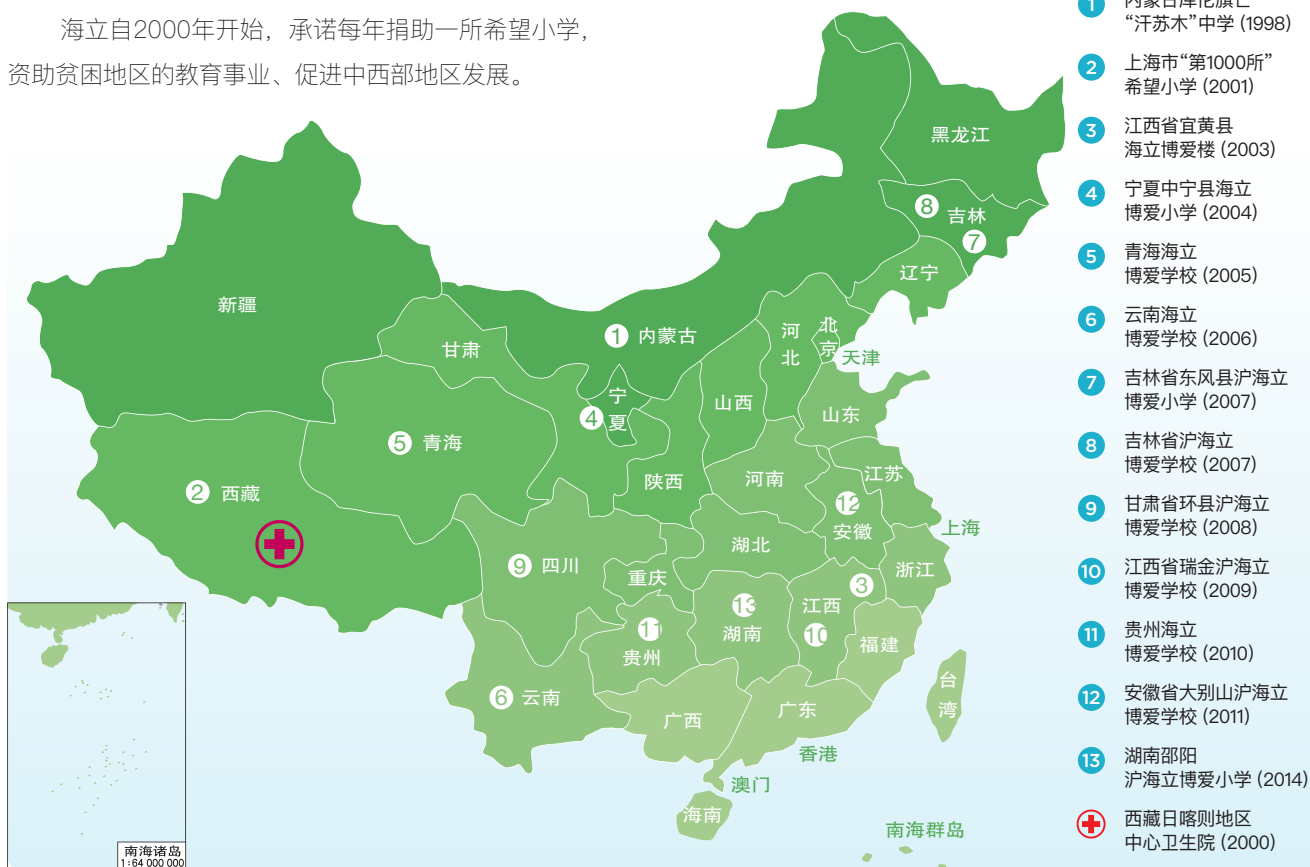 海立自2000年开始，承诺每年捐助一所希望小学，
资助贫困地区的教育事业、促进中西部地区发展。
黑龙江
8
吉林
7
辽宁
新疆
1 内蒙古
河北
北京
天津
甘肃
宁夏
4
山西
山东
5 青海
陕西
河南
江苏
2 西藏
12
安徽
上海
9 四川
湖北
浙江
重庆
3
13
湖南
江西
10
11
贵州
福建
6 云南
台湾
广西
广东
香港
澳门
海南
南海群岛
南海诸岛
1:64 000 000
1
“汗苏木”中学 (1998)
2 上海市“第1000所”
希望小学 (2001)
3 江西省宜黄县
海立博爱楼 (2003)
4 宁夏中宁县海立
博爱小学 (2004)
5 青海海立
博爱学校 (2005)
6 云南海立
博爱学校 (2006)
7 吉林省东风县沪海立
博爱小学 (2007)
8 吉林省沪海立
博爱学校 (2007)
9 甘肃省环县沪海立
博爱学校 (2008)
10 江西省瑞金沪海立
博爱学校 (2009)
11 贵州海立
博爱学校 (2010)
12 安徽省大别山沪海立
博爱学校 (2011)
13 湖南邵阳
沪海立博爱小学 (2014)
西藏日喀则地区
中心卫生院 (2000)